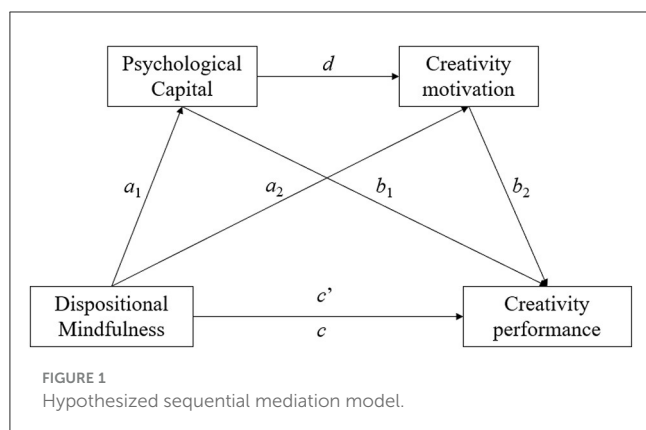 Psychological
Capital
d
Creativity
motivation
a1
a2
b1
b2
Dispositional
Mindfulness
c’
c
Creativity
performance
FIGURE 1
Hypothesized sequential mediation model.